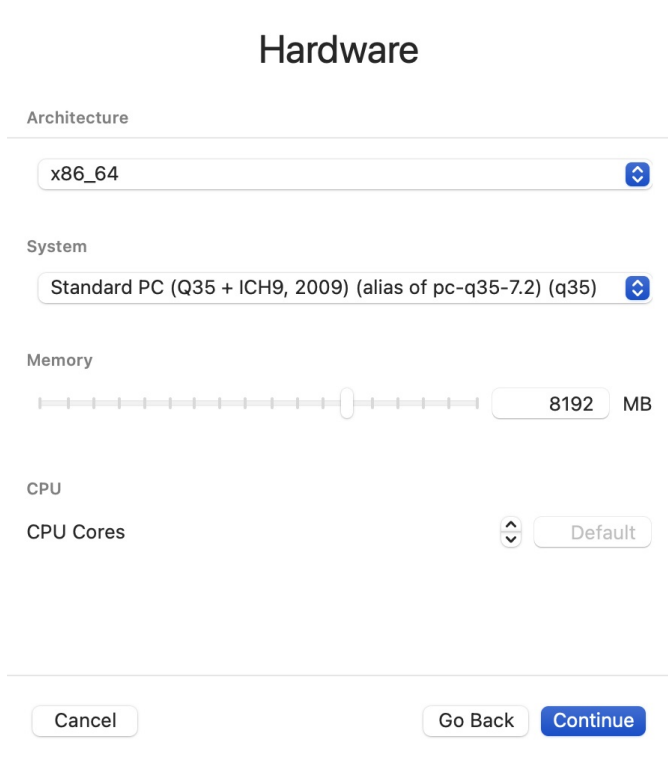 Hardware
Architecture
x86_64
System
Standard PC (Q35 + ICH9, 2009) (alias of pc-q35-7.2) (q35)
Memory
8192 MB
CPU
CPU Cores Default
Cancel Go Back Continue